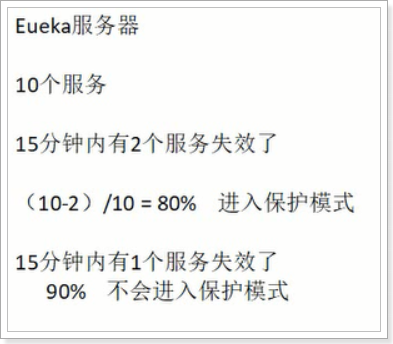 Eueka服务器
10个服务
15分钟内有2个服务失效了
（10-2）/10 = 80% 进入保护模式
15分钟内有1个服务失效了
90% 不会进入保护模式